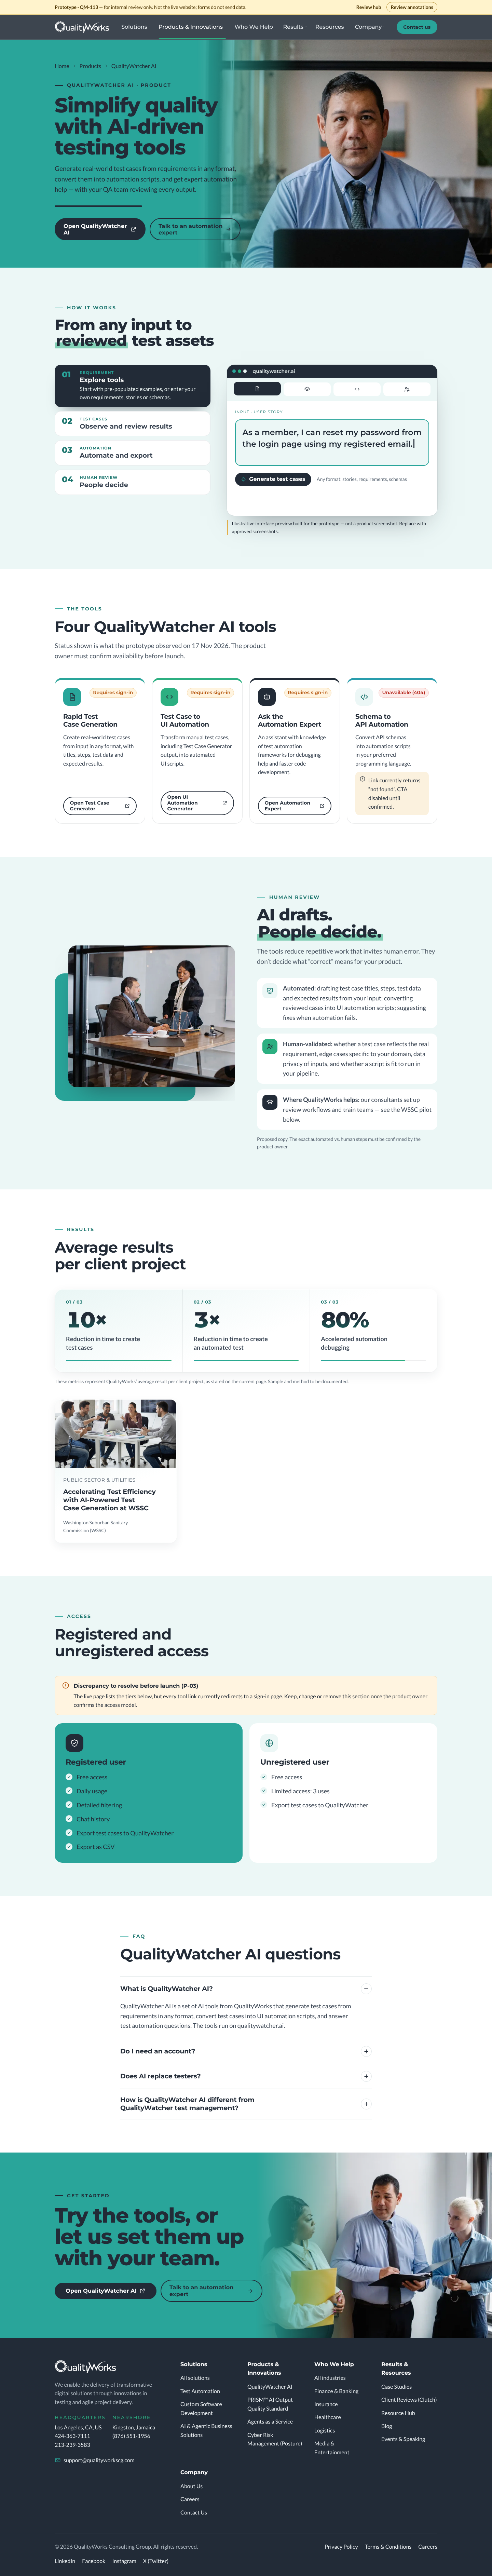 Prototype · QM-113 — for internal review only. Not the live website; forms do not send data.
Review hub
Review annotations
QualityWorks
Solutions
Products & Innovations
Who We Help
Results
Resources
Company
Contact us
Home
Products
QualityWatcher AI
QUALITYWATCHER AI · PRODUCT
Simplify quality
with AI-driven
testing tools
Generate real-world test cases from requirements in any format,
convert them into automation scripts, and get expert automation
help — with your QA team reviewing every output.
Open QualityWatcher
AI
Talk to an automation
expert
HOW IT WORKS
From any input to
reviewed test assets
01
REQUIREMENT
Explore tools
Start with pre-populated examples, or enter your
own requirements, stories or schemas.
02
TEST CASES
Observe and review results
03
AUTOMATION
Automate and export
04
HUMAN REVIEW
People decide
qualitywatcher.ai
INPUT · USER STORY
As a member, I can reset my password from
the login page using my registered email.
Generate test cases
Any format: stories, requirements, schemas
Illustrative interface preview built for the prototype — not a product screenshot. Replace with
approved screenshots.
THE TOOLS
Four QualityWatcher AI tools
Status shown is what the prototype observed on 17 Nov 2026. The product
owner must confirm availability before launch.
Requires sign-in
Rapid Test
Case Generation
Create real-world test cases
from input in any format, with
titles, steps, test data and
expected results.
Open Test Case
Generator
Requires sign-in
Test Case to
UI Automation
Transform manual test cases,
including Test Case Generator
output, into automated
UI scripts.
Open UI
Automation
Generator
Requires sign-in
Ask the
Automation Expert
An assistant with knowledge
of test automation
frameworks for debugging
help and faster code
development.
Open Automation
Expert
Unavailable (404)
Schema to
API Automation
Convert API schemas
into automation scripts
in your preferred
programming language.
Link currently returns
"not found". CTA
disabled until
confirmed.
HUMAN REVIEW
AI drafts.
People decide.
The tools reduce repetitive work that invites human error. They
don't decide what "correct" means for your product.
Automated: drafting test case titles, steps, test data
and expected results from your input; converting
reviewed cases into UI automation scripts; suggesting
fixes when automation fails.
Human-validated: whether a test case reflects the real
requirement, edge cases specific to your domain, data
privacy of inputs, and whether a script is fit to run in
your pipeline.
Where QualityWorks helps: our consultants set up
review workflows and train teams — see the WSSC pilot
below.
Proposed copy. The exact automated vs. human steps must be confirmed by the
product owner.
RESULTS
Average results
per client project
01 / 03
10×
Reduction in time to create
test cases
02 / 03
3×
Reduction in time to create
an automated test
03 / 03
80%
Accelerated automation
debugging
These metrics represent QualityWorks' average result per client project, as stated on the current page. Sample and method to be documented.
PUBLIC SECTOR & UTILITIES
Accelerating Test Efficiency
with AI-Powered Test
Case Generation at WSSC
Washington Suburban Sanitary
Commission (WSSC)
ACCESS
Registered and
unregistered access
Discrepancy to resolve before launch (P-03)
The live page lists the tiers below, but every tool link currently redirects to a sign-in page. Keep, change or remove this section once the product owner
confirms the access model.
Registered user
Free access
Daily usage
Detailed filtering
Chat history
Export test cases to QualityWatcher
Export as CSV
Unregistered user
Free access
Limited access: 3 uses
Export test cases to QualityWatcher
FAQ
QualityWatcher AI questions
What is QualityWatcher AI?
QualityWatcher AI is a set of AI tools from QualityWorks that generate test cases from
requirements in any format, convert test cases into UI automation scripts, and answer
test automation questions. The tools run on qualitywatcher.ai.
Do I need an account?
Does AI replace testers?
How is QualityWatcher AI different from
QualityWatcher test management?
GET STARTED
Try the tools, or
let us set them up
with your team.
Open QualityWatcher AI
Talk to an automation
expert
QualityWorks
We enable the delivery of transformative
digital solutions through innovations in
testing and agile project delivery.
HEADQUARTERS
Los Angeles, CA, US
424-363-7111
213-239-3583
NEARSHORE
Kingston, Jamaica
(876) 551-1956
support@qualityworkscg.com
Solutions
All solutions
Test Automation
Custom Software
Development
AI & Agentic Business
Solutions
Products &
Innovations
QualityWatcher AI
PRISM™ AI Output
Quality Standard
Agents as a Service
Cyber Risk
Management (Posture)
Who We Help
All industries
Finance & Banking
Insurance
Healthcare
Logistics
Media &
Entertainment
Results &
Resources
Case Studies
Client Reviews (Clutch)
Resource Hub
Blog
Events & Speaking
Company
About Us
Careers
Contact Us
© 2026 QualityWorks Consulting Group. All rights reserved.
Privacy Policy
Terms & Conditions
Careers
LinkedIn
Facebook
Instagram
X (Twitter)